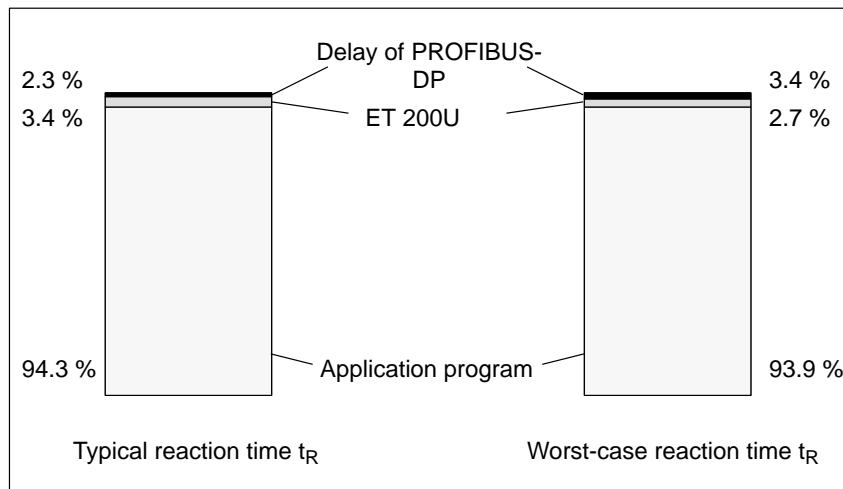 Delay of PROFIBUS-
DP
2.3 %
3.4 %
3.4 %
ET 200U
2.7 %
94.3 %
Application program
93.9 %
Typical reaction time tR
Worst-case reaction time tR